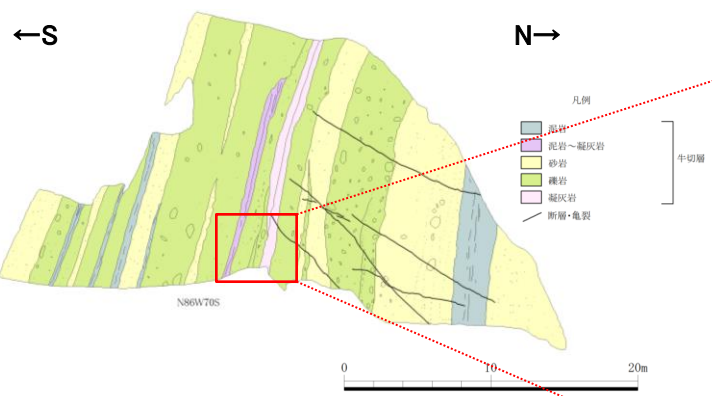 ←S
N→
凡例
泥岩
泥岩～凝灰岩
砂岩
礫岩
凝灰岩
断層・亀裂
牛切層
N86W70S
0 10 20m